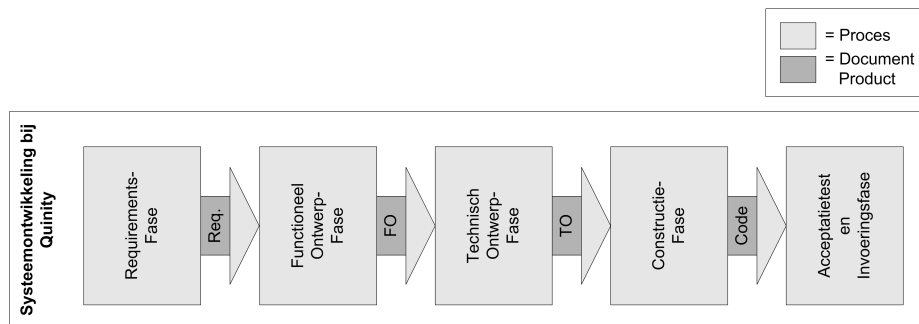 = Proces
= Document
Product
Systeemontwikkeling bij
Quinity
Requirements-
Fase
Req.
Functioneel
Ontwerp-
Fase
FO
Technisch
Ontwerp-
Fase
TO
Constructie-
Fase
Code
Acceptatietest
en
Invoeringsfase